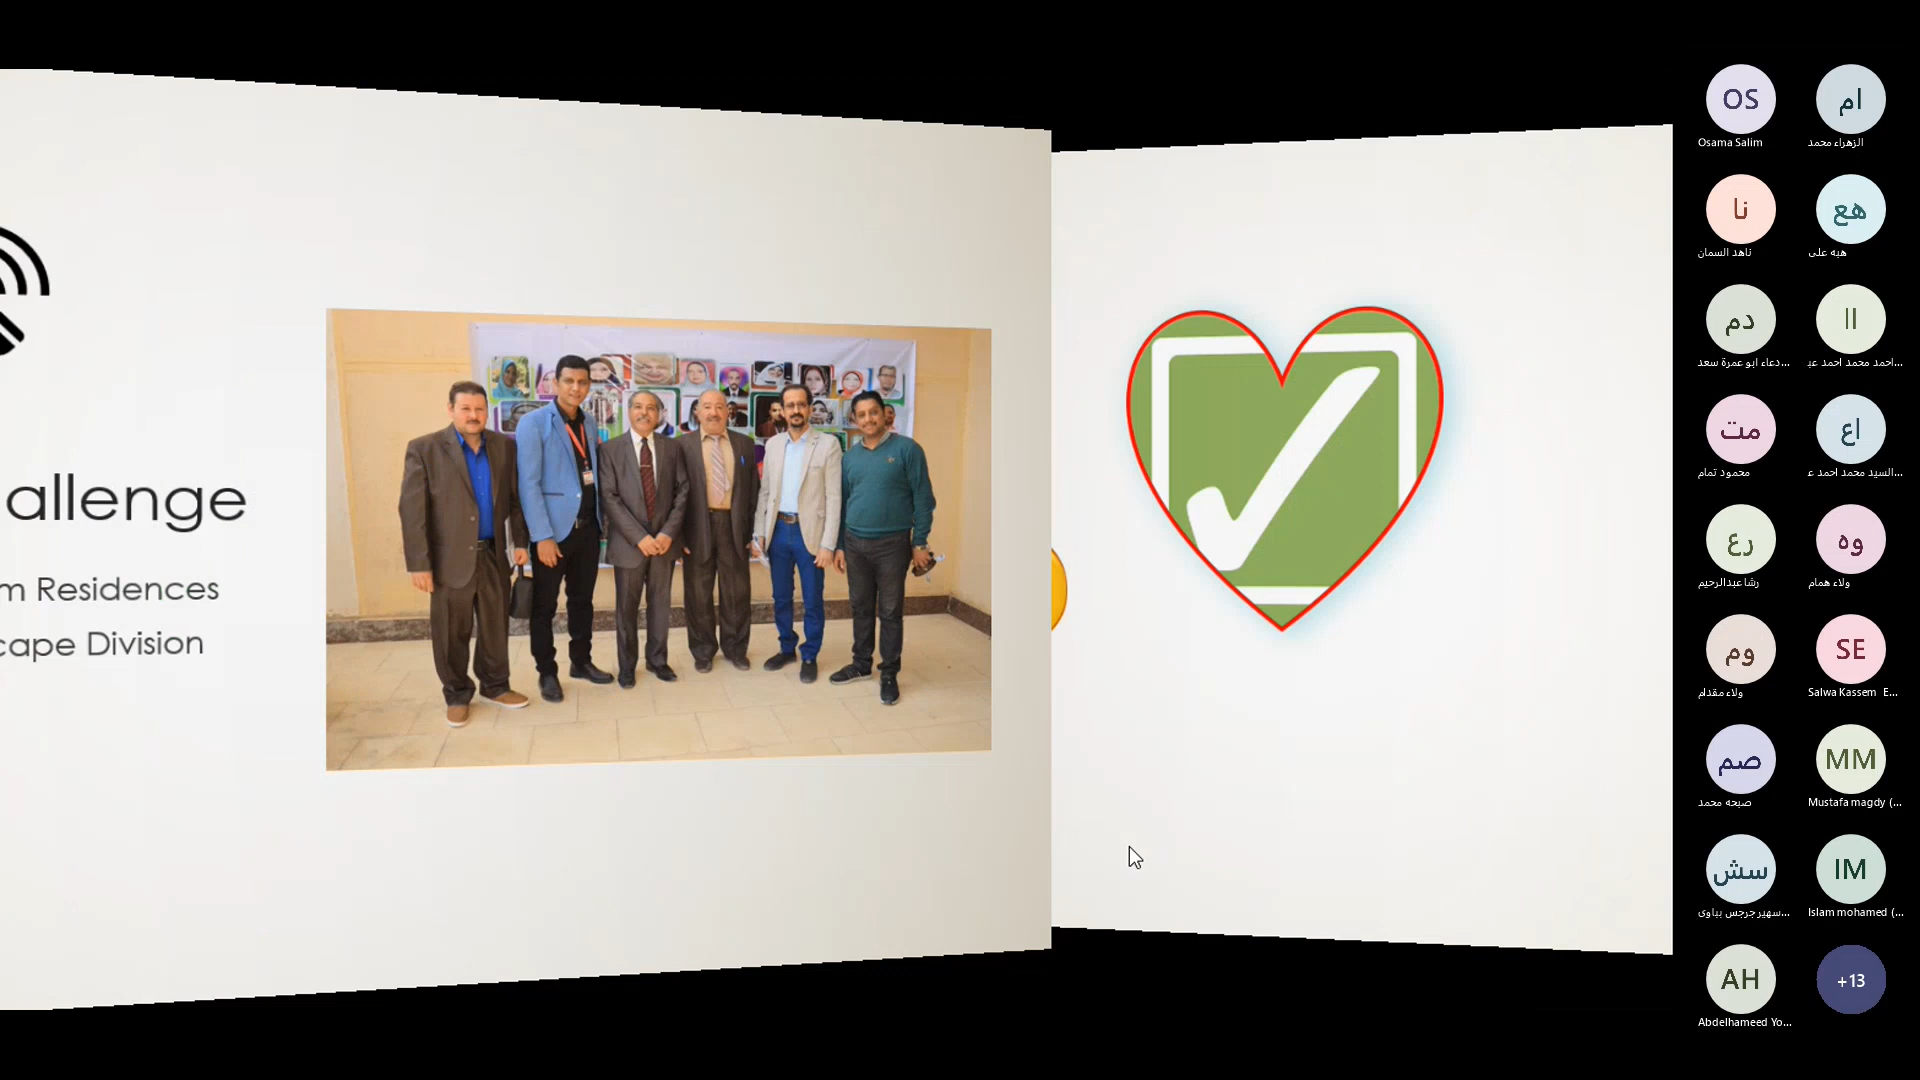 allenge
m Residences
cape Division
OS
Osama Salim
ام
الزهراء محمد
نا
ناهد السمان
هع
هبه على
دم
دعاء ابو عمرة سعد...
اا
احمد محمد احمد عب...
مت
محمود تمام
اع
السيد محمد احمد ع...
رع
رشا عبدالرحيم
وه
ولاء همام
وم
ولاء مقدام
SE
Salwa Kassem E...
صم
صبحه محمد
MM
Mustafa magdy (...
سش
سهير جرجس بباوى...
IM
Islam mohamed (...
AH
Abdelhameed Yo...
+13